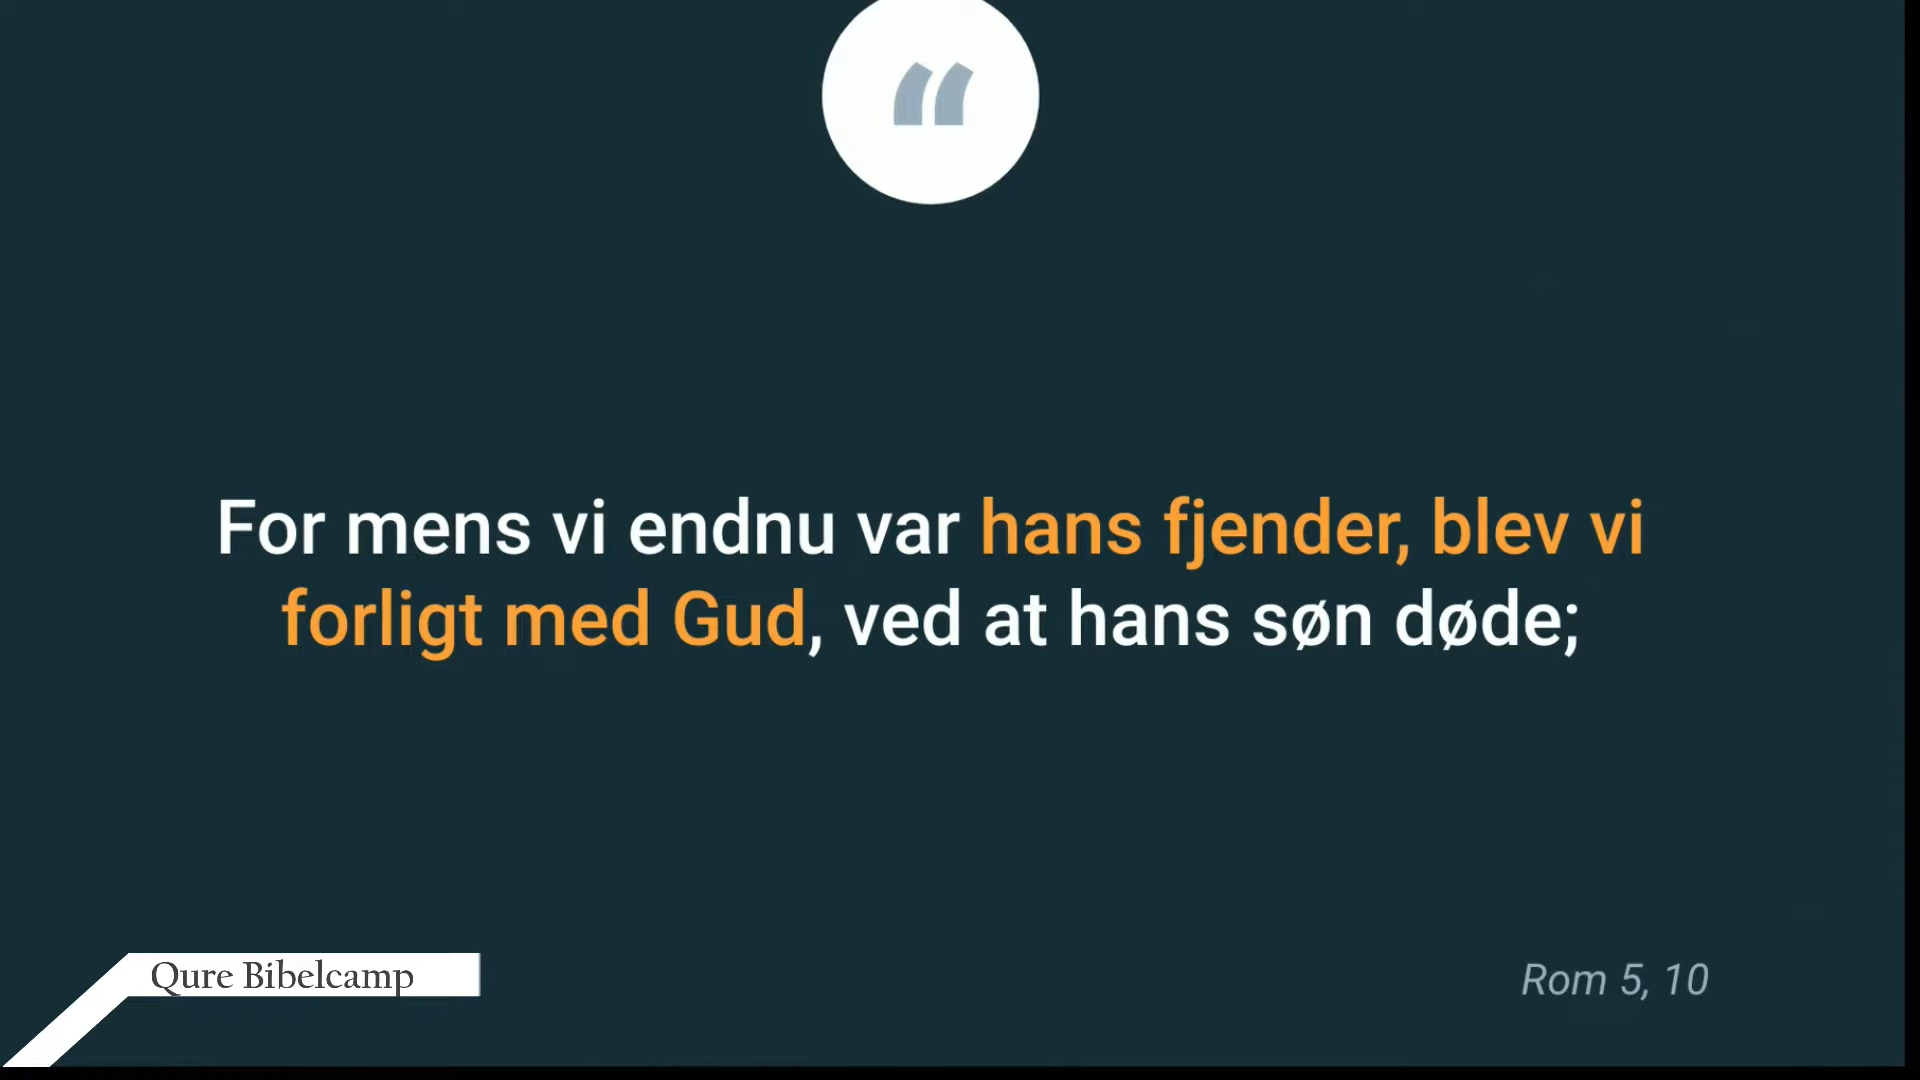 “
For mens vi endnu var hans fjender, blev vi
forligt med Gud, ved at hans søn døde;
Qure Bibelcamp
Rom 5, 10